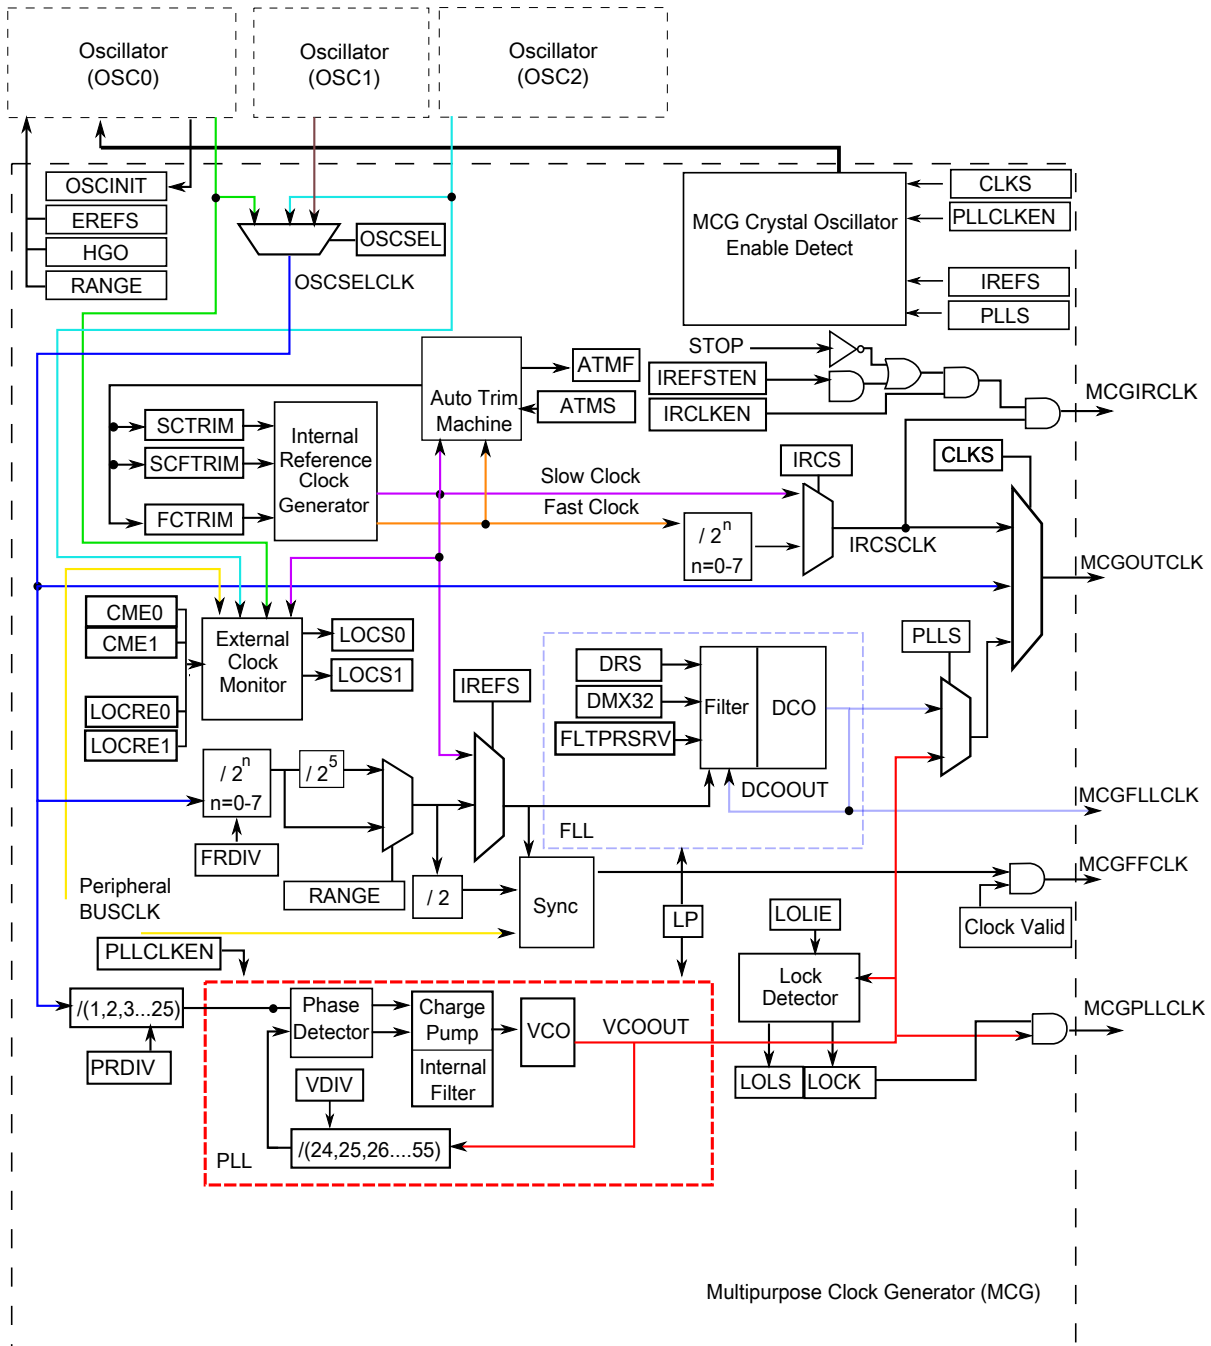 Oscillator
(OSC0)
Oscillator
(OSC1)
Oscillator
(OSC2)
OSCINIT
EREFS
HGO
RANGE
OSCSEL
OSCSELCLK
MCG Crystal Oscillator
Enable Detect
CLKS
PLLCLKEN
IREFS
PLLS
STOP
IREFSTEN
IRCLKEN
MCGIRCLK
Auto Trim
Machine
ATMF
ATMS
SCTRIM
SCFTRIM
FCTRIM
Internal
Reference
Clock
Generator
Slow Clock
Fast Clock
IRCS
CLKS
/ 2^n
n=0-7
IRCSCLK
MCGOUTCLK
CME0
CME1
LOCRE0
LOCRE1
External
Clock
Monitor
LOCS0
LOCS1
IREFS
DRS
DMX32
FLTPRSRV
Filter
DCO
DCOOUT
FLL
PLLS
MCGFLLCLK
/ 2^n
n=0-7
/ 2^5
FRDIV
RANGE
/ 2
Sync
Peripheral
BUSCLK
LP
LOLIE
Clock Valid
MCGFFCLK
PLLCLKEN
/(1,2,3...25)
PRDIV
Phase
Detector
Charge
Pump
Internal
Filter
VCO
VCOOUT
VDIV
/(24,25,26....55)
PLL
Lock
Detector
LOLS
LOCK
MCGPLLCLK
Multipurpose Clock Generator (MCG)